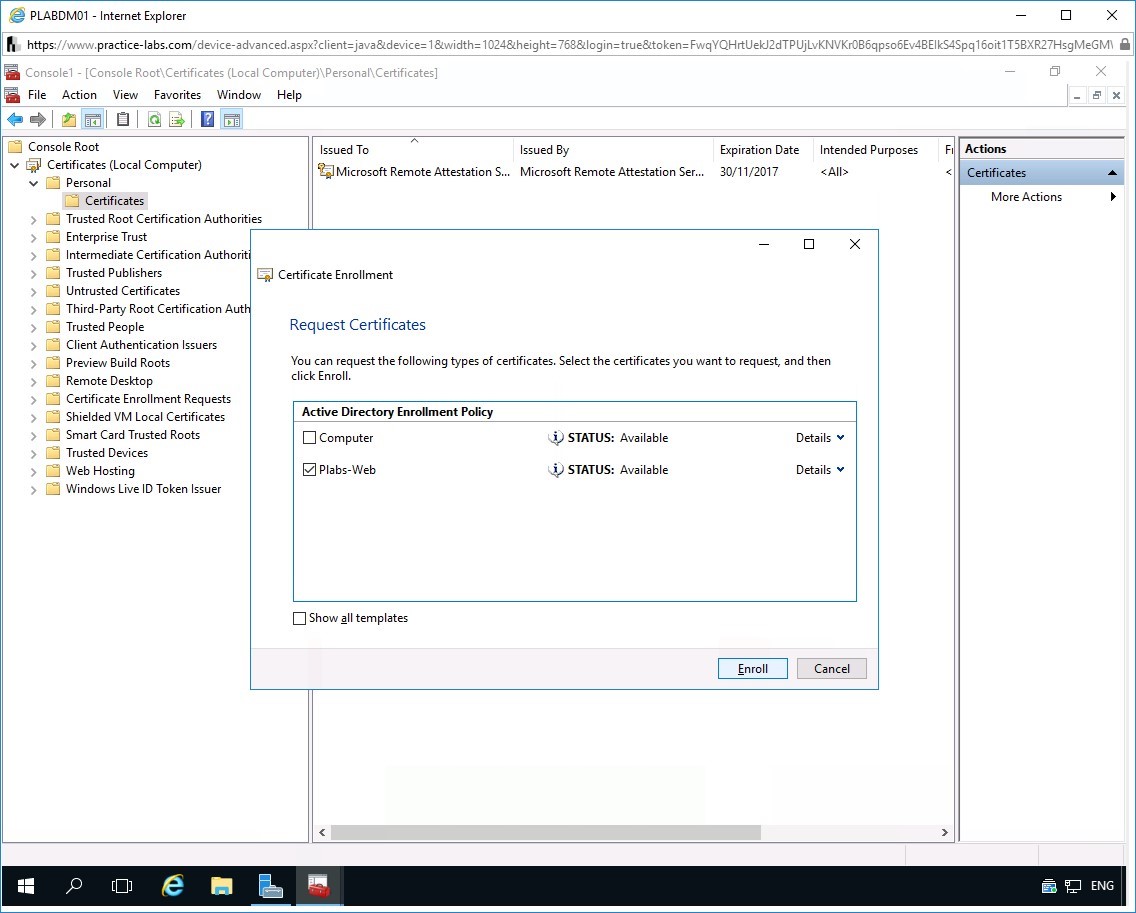 PLABDM01 - Internet Explorer
https://www.practice-labs.com/device-advanced.aspx?client=java&device=1&width=1024&height=768&login=true&token=FwqYQHrtUekJ2dTPUjLvKNVKr0B6qpso6Ev4BElkS4Spq16oit1T5BXR27HsgMeGM
Console1 - [Console Root\Certificates (Local Computer)\Personal\Certificates]
File Action View Favorites Window Help
Console Root
Certificates (Local Computer)
Personal
Certificates
Trusted Root Certification Authorities
Enterprise Trust
Intermediate Certification Authoriti
Trusted Publishers
Untrusted Certificates
Third-Party Root Certification Auth
Trusted People
Client Authentication Issuers
Preview Build Roots
Remote Desktop
Certificate Enrollment Requests
Shielded VM Local Certificates
Smart Card Trusted Roots
Trusted Devices
Web Hosting
Windows Live ID Token Issuer
Issued To Issued By Expiration Date Intended Purposes Fr
Microsoft Remote Attestation S... Microsoft Remote Attestation Ser... 30/11/2017 <All> <
Actions
Certificates
More Actions
Certificate Enrollment
Request Certificates
You can request the following types of certificates. Select the certificates you want to request, and then
click Enroll.
Active Directory Enrollment Policy
Computer STATUS: Available Details
Plabs-Web STATUS: Available Details
Show all templates
Enroll Cancel
ENG